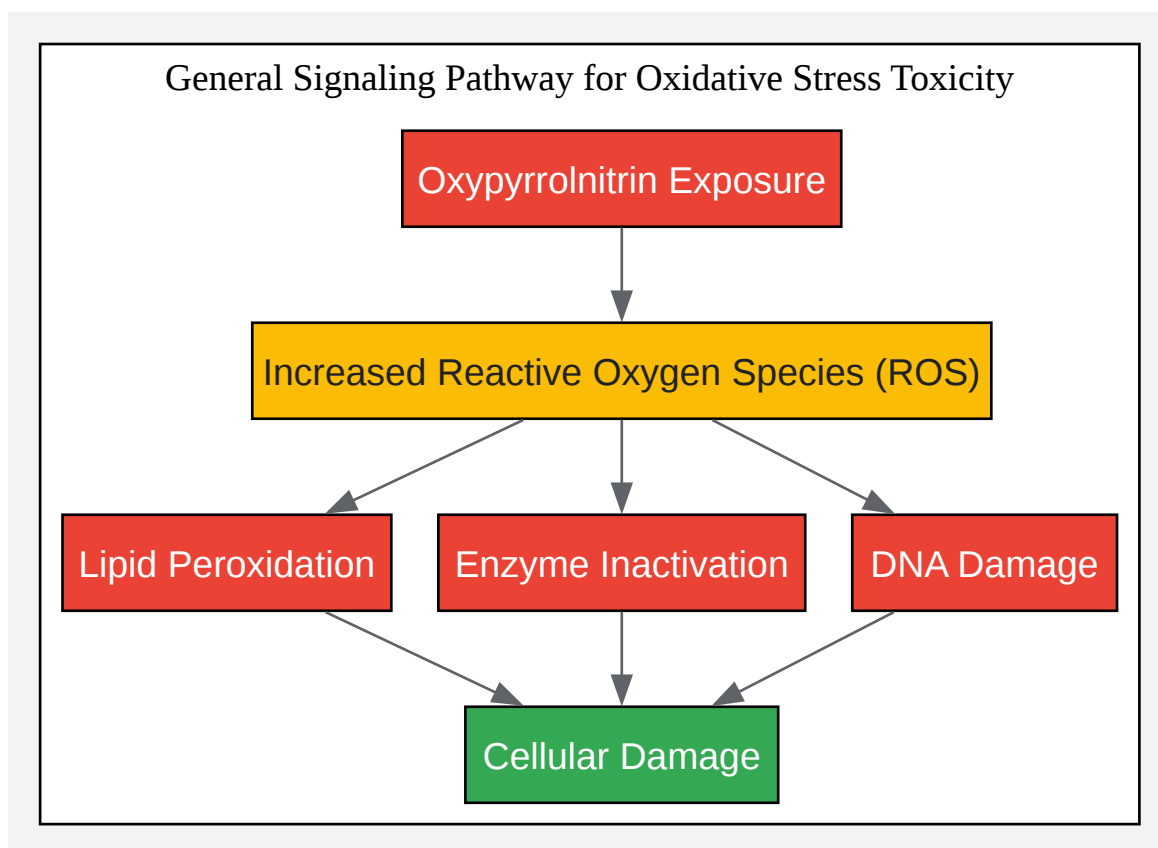 General Signaling Pathway for Oxidative Stress Toxicity
Oxypyrrolnitrin Exposure
Increased Reactive Oxygen Species (ROS)
Lipid Peroxidation
Enzyme Inactivation
DNA Damage
Cellular Damage